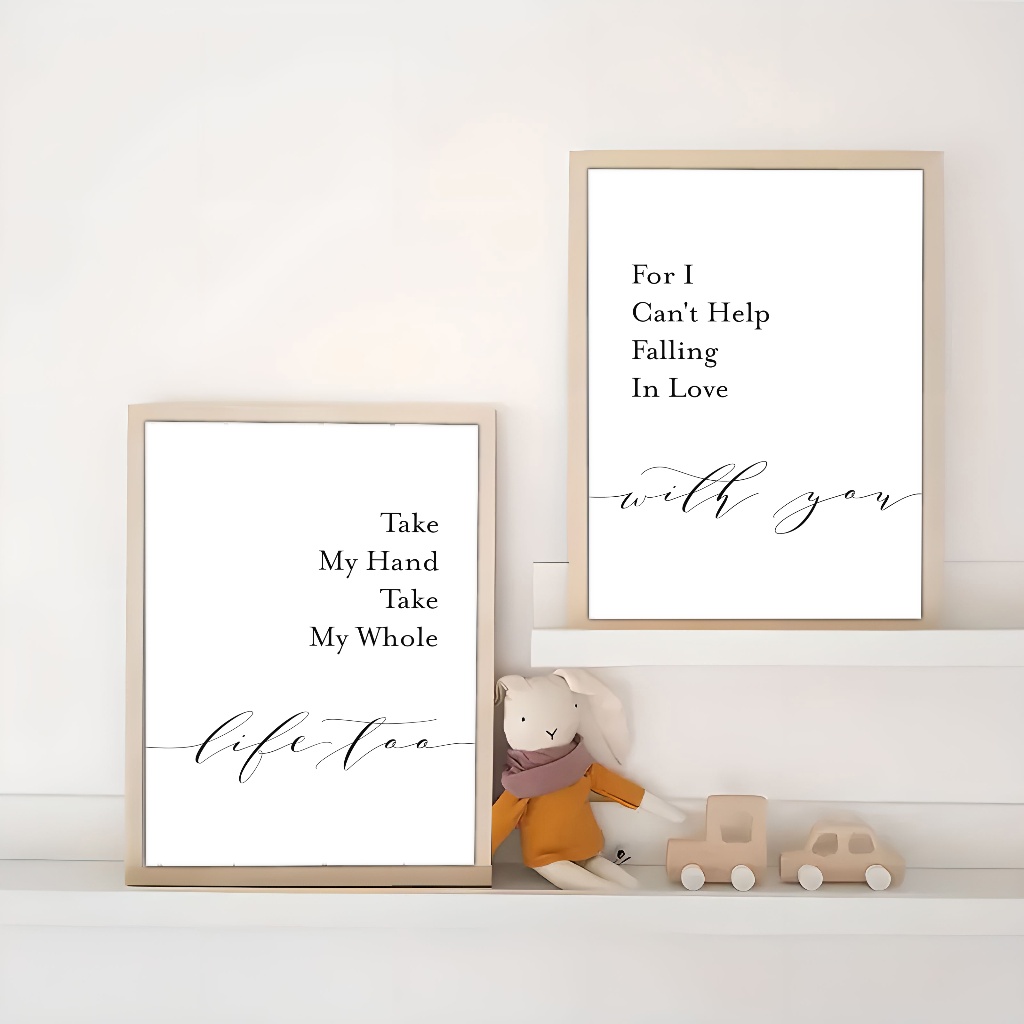 Take
My Hand
Take
My Whole
life too
For I
Can't Help
Falling
In Love
with you